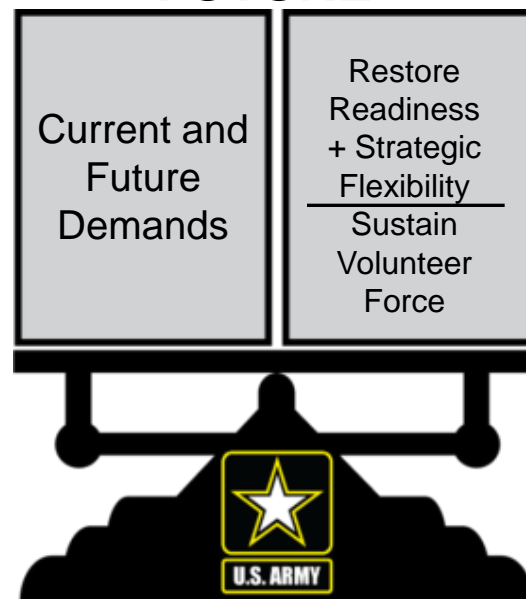 Current and
Future
Demands
Restore
Readiness
+ Strategic
Flexibility
Sustain
Volunteer
Force
U.S. ARMY